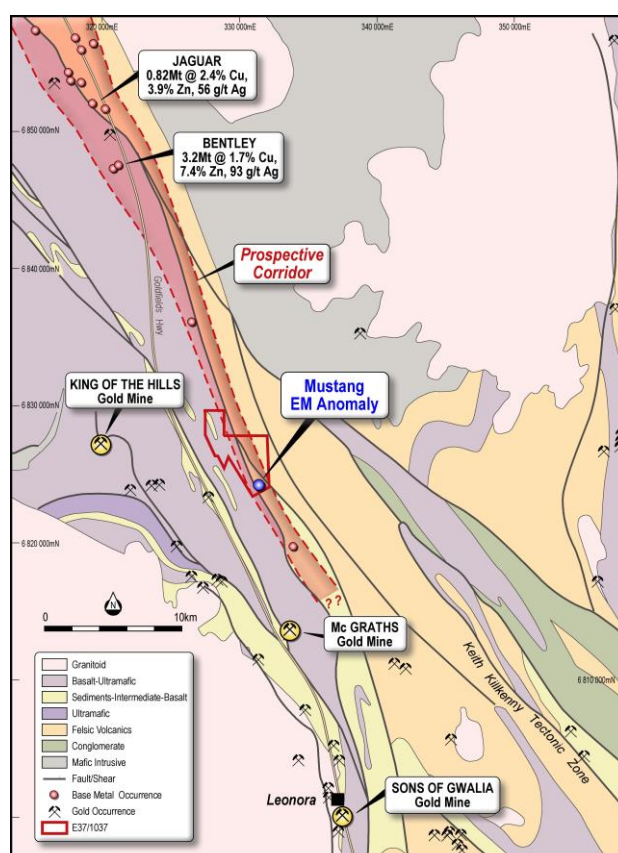 320 000mE
330 000mE
340 000mE
350 000mE
JAGUAR
0.82Mt @ 2.4% Cu,
3.9% Zn, 56 g/t Ag
6 850 000mN
BENTLEY
3.2Mt @ 1.7% Cu,
7.4% Zn, 93 g/t Ag
Prospective
Corridor
6 840 000mN
Goldfields Hwy
KING OF THE HILLS
Gold Mine
Mustang
EM Anomaly
6 830 000mN
6 820 000mN
? ?
N
0
10km
Mc GRATHS
Gold Mine
Keith Kilkenny Tectonic Zone
6 810 000mN
Granitoid
Basalt-Ultramafic
Sediments-Intermediate-Basalt
Ultramafic
Felsic Volcanics
Conglomerate
Mafic Intrusive
Fault/Shear
Base Metal Occurrence
Gold Occurrence
E37/1037
Leonora
SONS OF GWALIA
Gold Mine